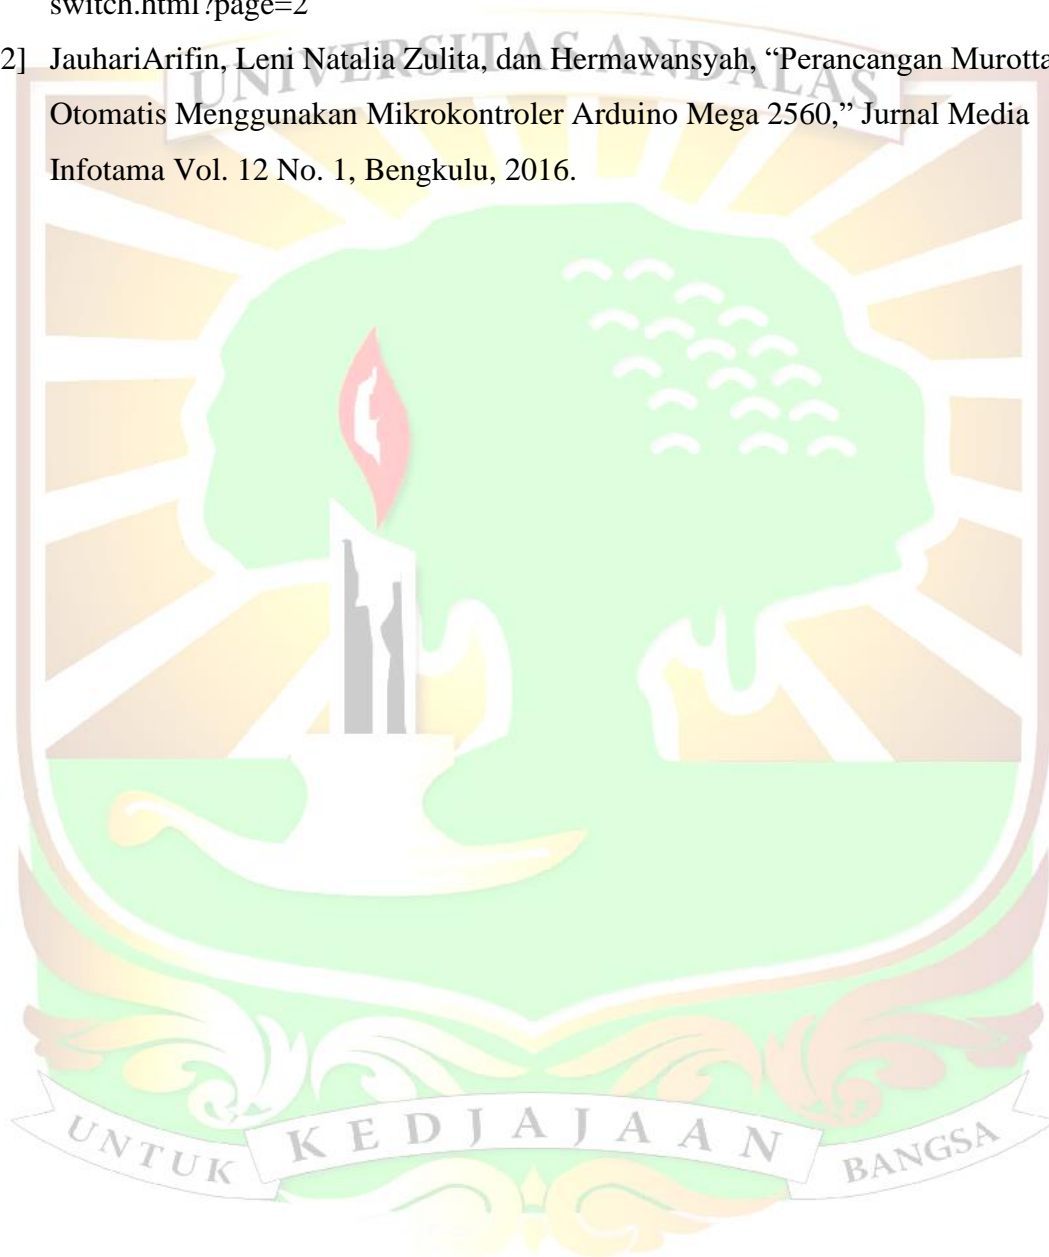 switch.html?page=2
2] JauhariArifin, Leni Natalia Zulita, dan Hermawansyah, “Perancangan Murotta
Otomatis Menggunakan Mikrokontroler Arduino Mega 2560,” Jurnal Media
Infotama Vol. 12 No. 1, Bengkulu, 2016.
UNIVERSITAS ANDALAS
UNTUK KEDJAJAAN BANGSA